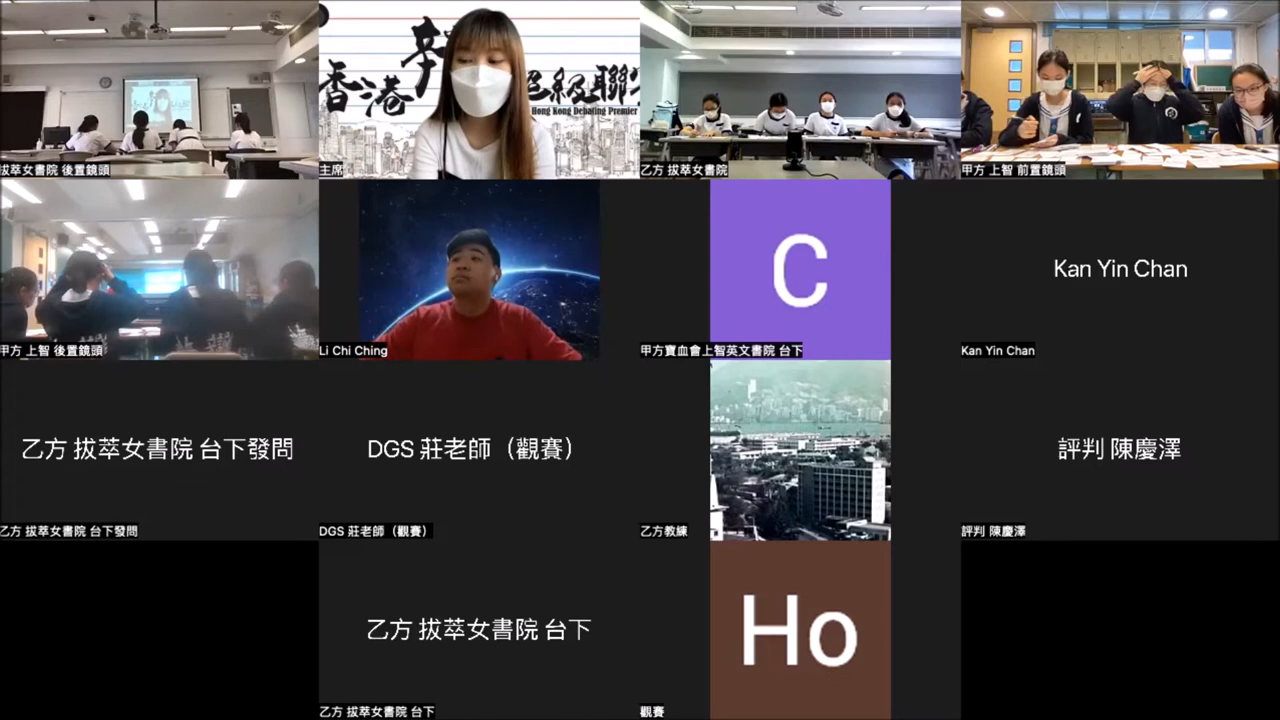 拔萃女書院 後置鏡頭
香港辯
超級聯
Hong Kong Debating Premier
主席
乙方 拔萃女書院
甲方 上智 前置鏡頭
甲方 上智 後置鏡頭
Li Chi Ching
C
甲方寶血會上智英文書院 台下
Kan Yin Chan
Kan Yin Chan
乙方 拔萃女書院 台下發問
乙方 拔萃女書院 台下發問
DGS 莊老師（觀賽）
DGS 莊老師（觀賽）
乙方教練
評判 陳慶澤
評判 陳慶澤
乙方 拔萃女書院 台下
乙方 拔萃女書院 台下
Ho
觀賽